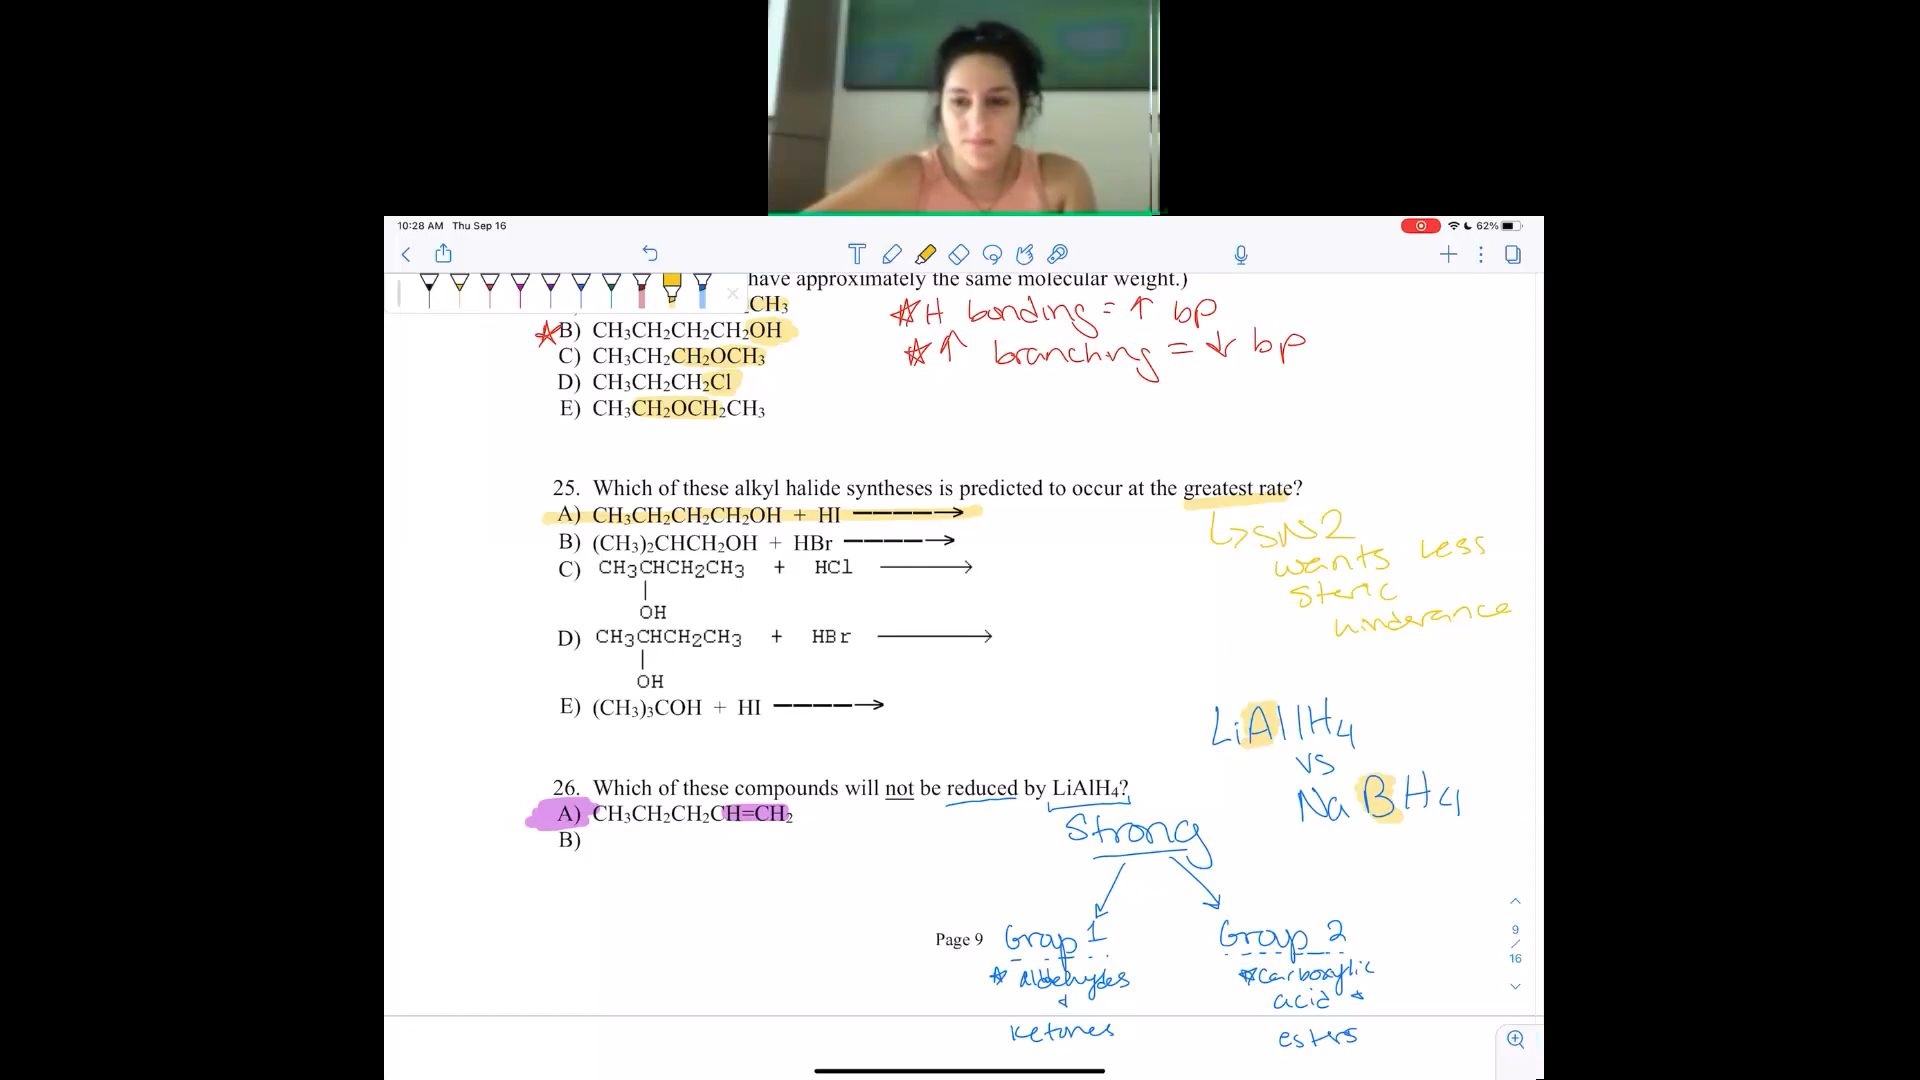 10:28 AM Thu Sep 16
62%
have approximately the same molecular weight.)
CH3
B) CH3CH2CH2CH2OH
C) CH3CH2CH2OCH3
D) CH3CH2CH2Cl
E) CH3CH2OCH2CH3
H bonding = ↑ bp
↑ branching = ↓ bp
25. Which of these alkyl halide syntheses is predicted to occur at the greatest rate?
A) CH3CH2CH2CH2OH + HI
B) (CH3)2CHCH2OH + HBr
C) CH3CHCH2CH3 + HCl
OH
D) CH3CHCH2CH3 + HBr
OH
E) (CH3)3COH + HI
↳ SN2
wants less
steric
hinderance
LiAlH4
vs
NaBH4
26. Which of these compounds will not be reduced by LiAlH4?
A) CH3CH2CH2CH=CH2
B)
Strong
Page 9
Group 1
aldehydes
+
ketones
Group 2
carboxylic
acid +
esters
9
/
16